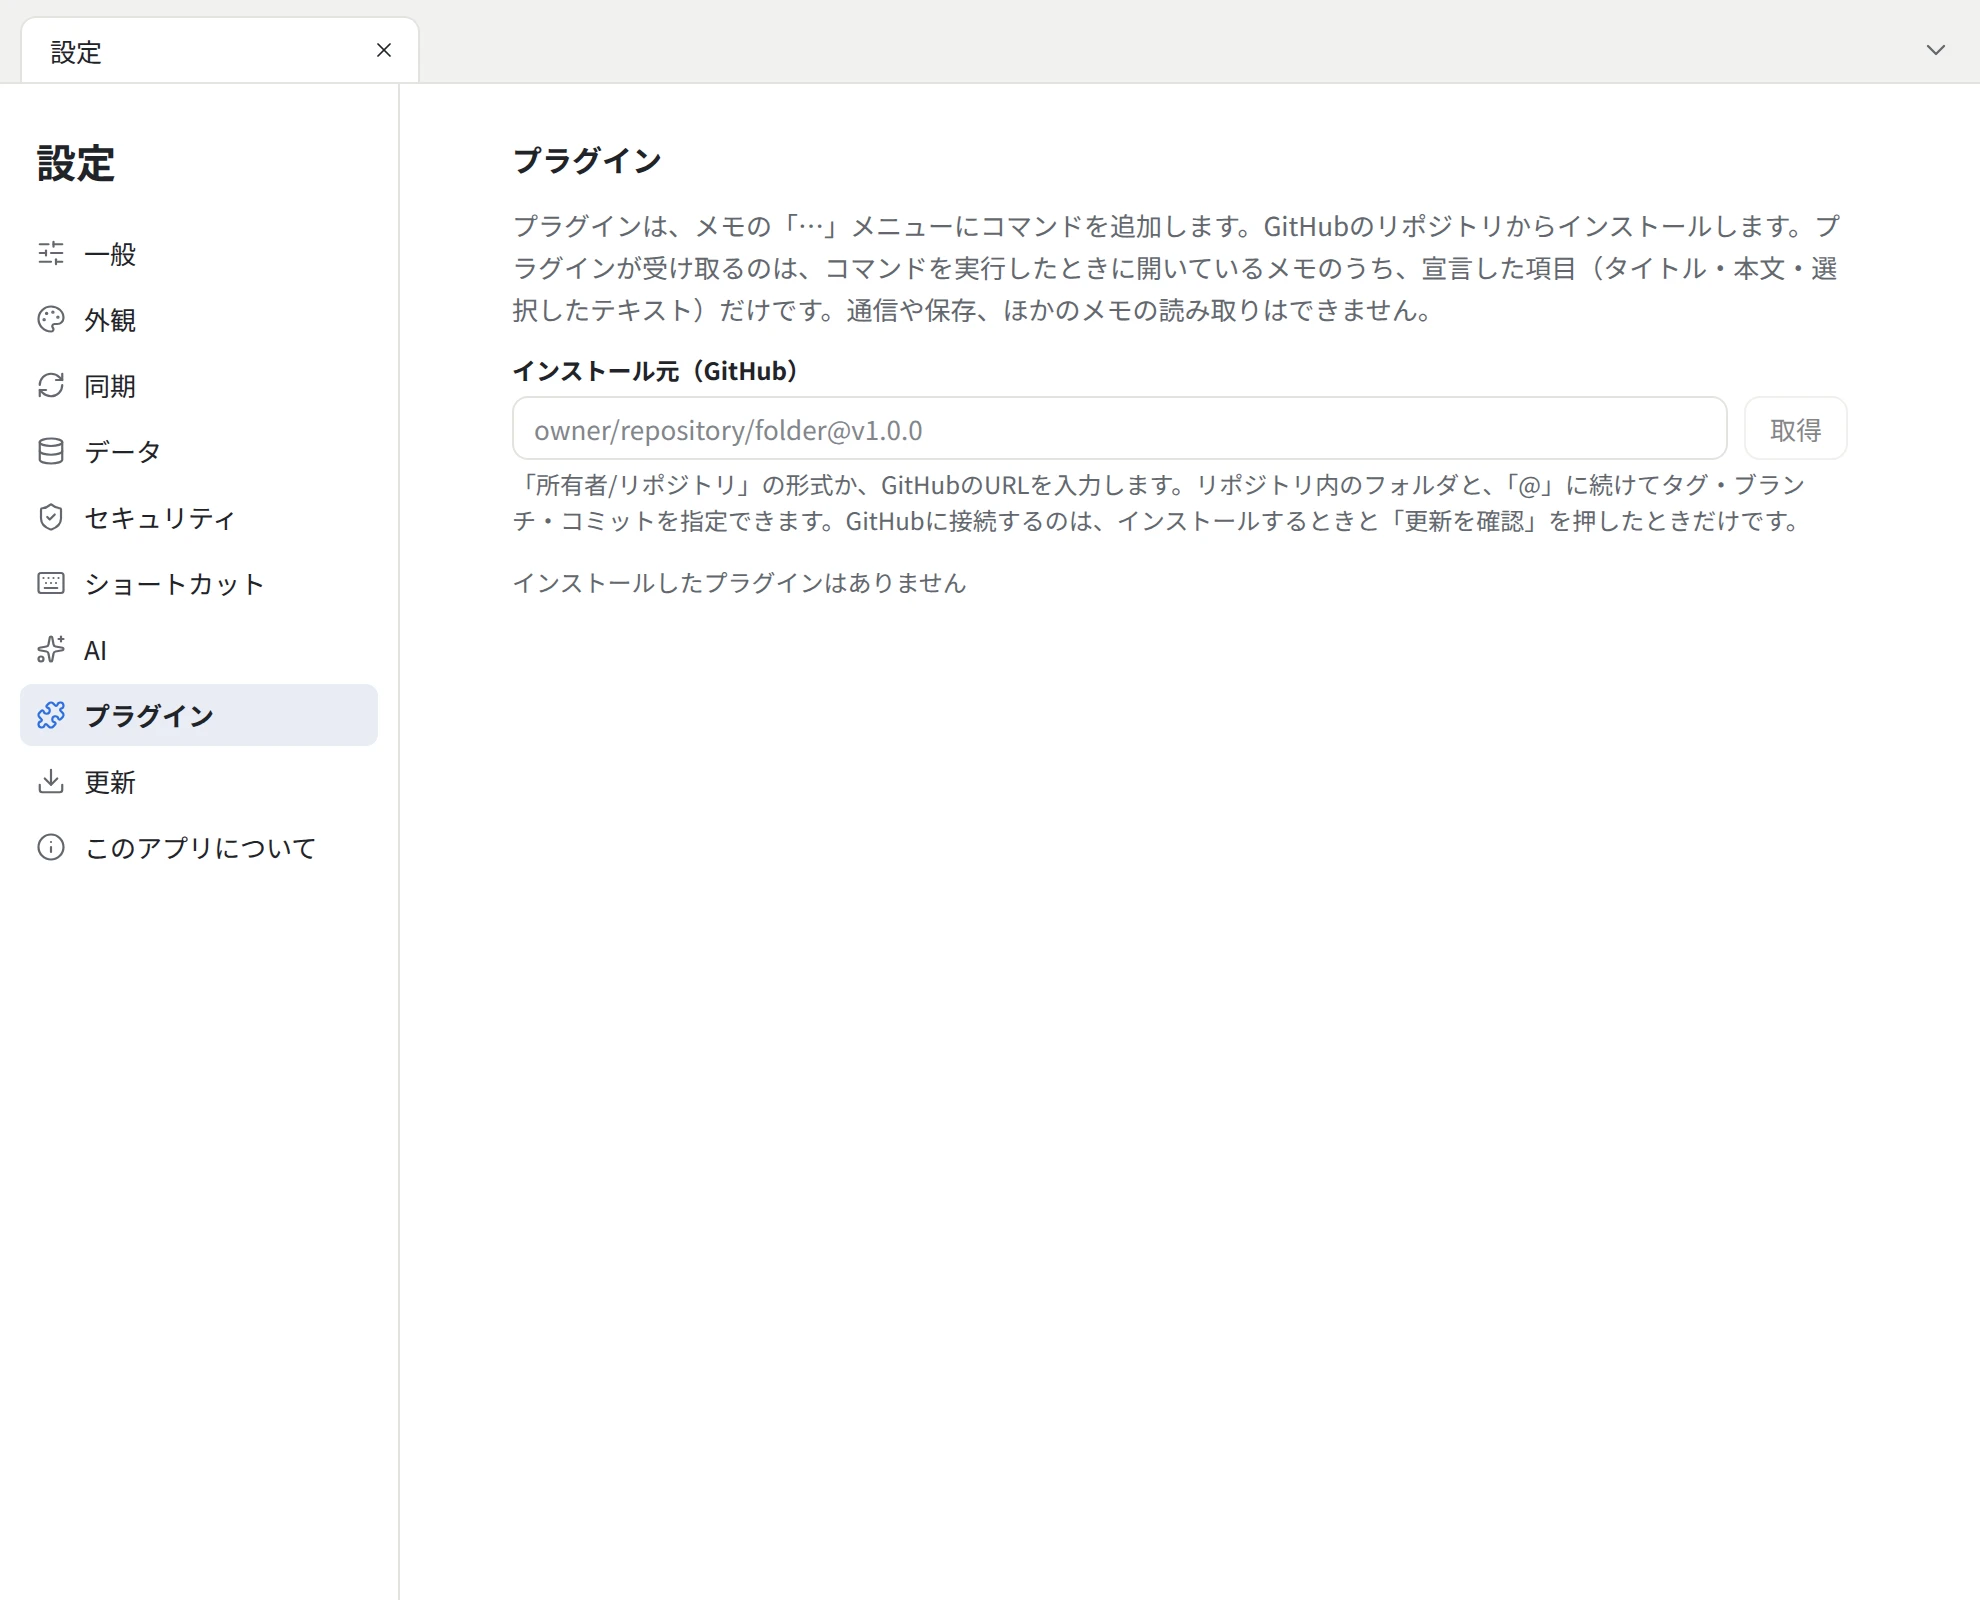 設定
設定
一般
外観
同期
データ
セキュリティ
ショートカット
AI
プラグイン
更新
このアプリについて
プラグイン
プラグインは、メモの「…」メニューにコマンドを追加します。GitHubのリポジトリからインストールします。プ
ラグインが受け取るのは、コマンドを実行したときに開いているメモのうち、宣言した項目（タイトル・本文・選
択したテキスト）だけです。通信や保存、ほかのメモの読み取りはできません。
インストール元（GitHub）
owner/repository/folder@v1.0.0
取得
「所有者/リポジトリ」の形式か、GitHubのURLを入力します。リポジトリ内のフォルダと、「@」に続けてタグ・ブラン
チ・コミットを指定できます。GitHubに接続するのは、インストールするときと「更新を確認」を押したときだけです。
インストールしたプラグインはありません